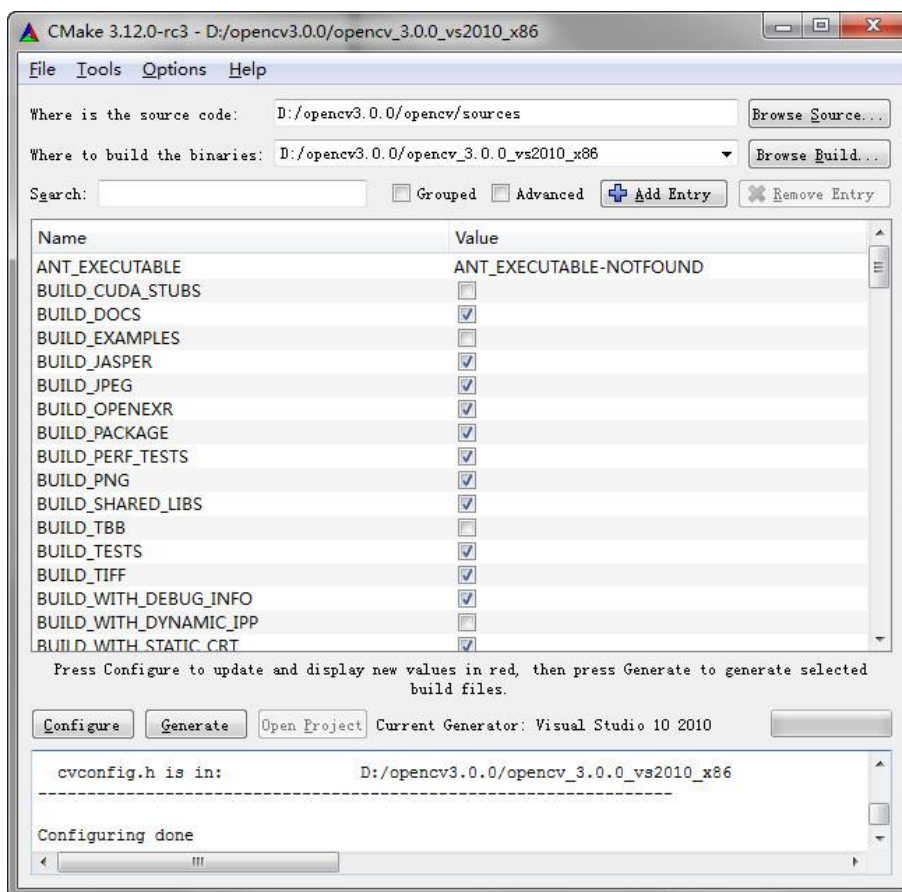 CMake 3.12.0-rc3 - D:/opencv3.0.0/opencv_3.0.0_vs2010_x86
File Tools Options Help
Where is the source code: D:/opencv3.0.0/opencv/sources Browse Source...
Where to build the binaries: D:/opencv3.0.0/opencv_3.0.0_vs2010_x86 Browse Build...
Search: Grouped Advanced Add Entry Remove Entry
Name Value
ANT_EXECUTABLE ANT_EXECUTABLE-NOTFOUND
BUILD_CUDA_STUBS
BUILD_DOCS
BUILD_EXAMPLES
BUILD_JASPER
BUILD_JPEG
BUILD_OPENEXR
BUILD_PACKAGE
BUILD_PERF_TESTS
BUILD_PNG
BUILD_SHARED_LIBS
BUILD_TBB
BUILD_TESTS
BUILD_TIFF
BUILD_WITH_DEBUG_INFO
BUILD_WITH_DYNAMIC_IPP
BUILD_WITH_STATIC_CRT
Press Configure to update and display new values in red, then press Generate to generate selected
build files.
Configure Generate Open Project Current Generator: Visual Studio 10 2010
cvconfig.h is in: D:/opencv3.0.0/opencv_3.0.0_vs2010_x86
----------------------------------------------------------------
Configuring done